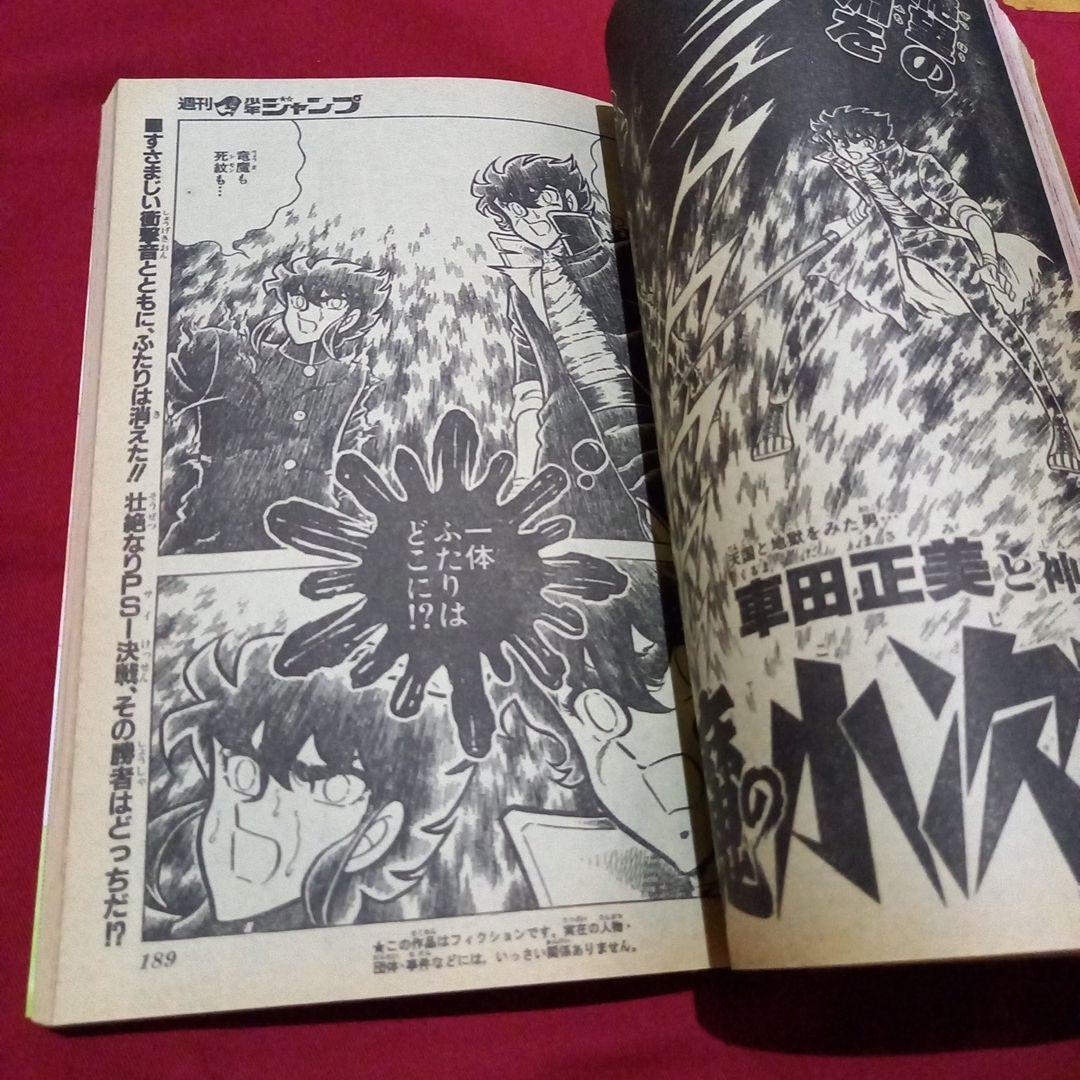 週刊少年ジャンプ
竜魔も
死紋も…
一体
ふたりは
どこに!?
■すさまじい衝撃音とともに、ふたりは消えた!! 壮絶なりPSI決戦、その勝者はどっちだ!?
★この作品はフィクションです。実在の人物・
団体・事件などには、いっさい関係ありません。
189
天国と地獄をみた男…
車田正美と神
小次